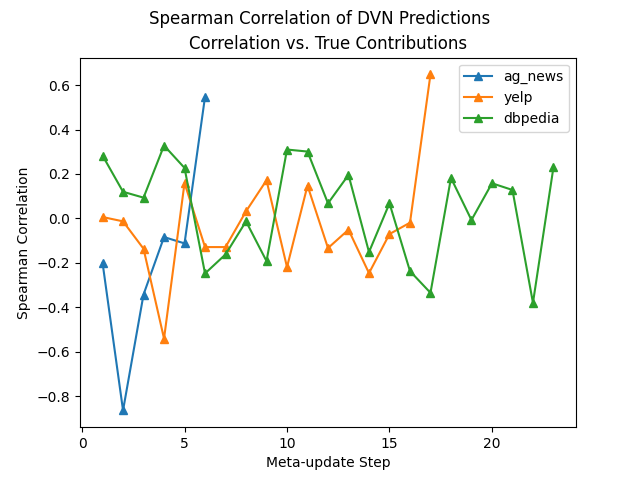 Spearman Correlation of DVN Predictions
Correlation vs. True Contributions
ag_news
yelp
dbpedia
Spearman Correlation
0.6
0.4
0.2
0.0
−0.2
−0.4
−0.6
−0.8
0 5 10 15 20
Meta-update Step